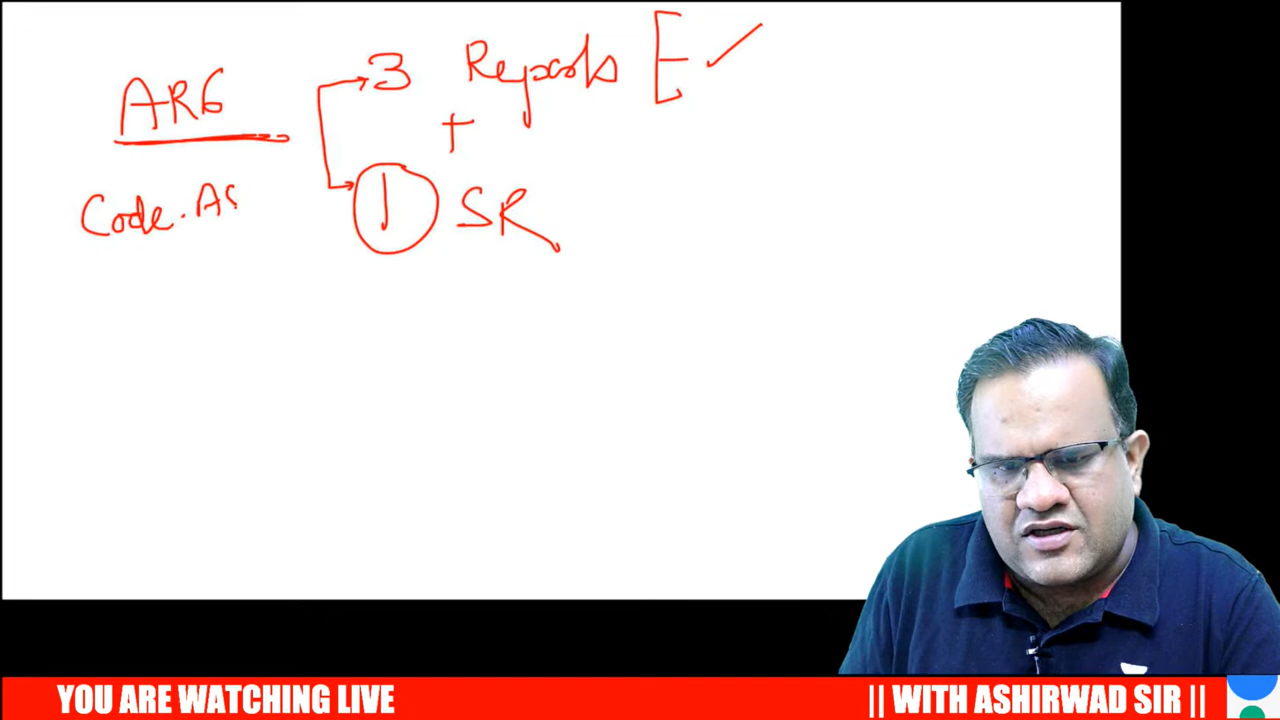 ARG
3 Reports
+
1 SR
Code. As
YOU ARE WATCHING LIVE
|| WITH ASHIRWAD SIR ||